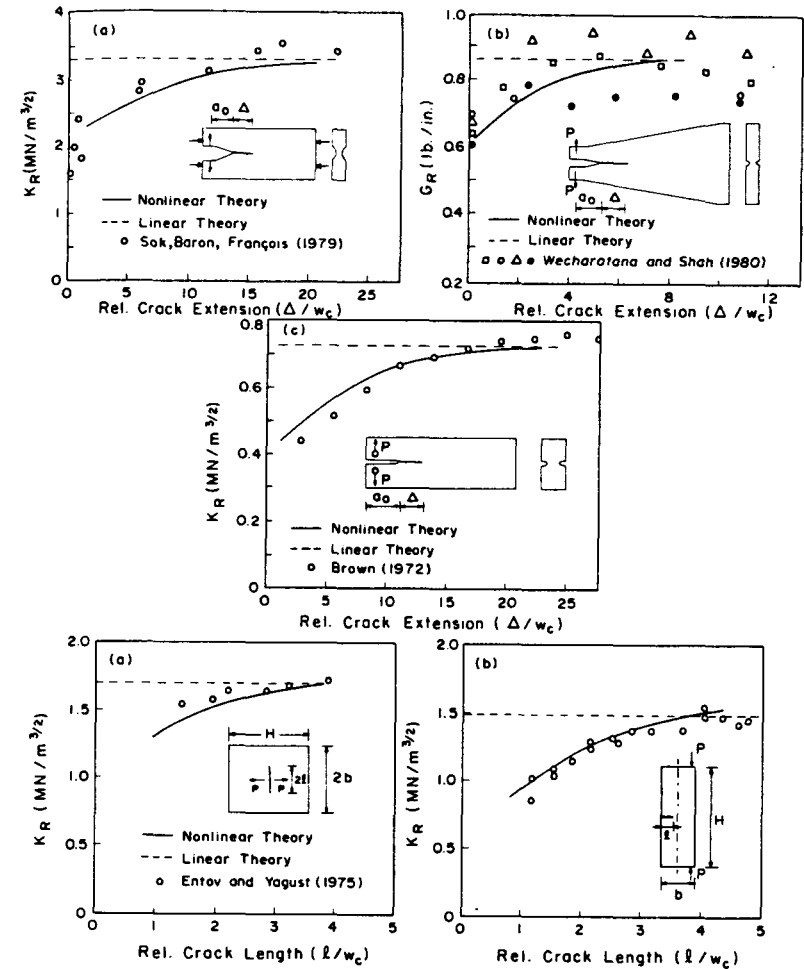 (a)
4
3
2
1
0
K_R (MN/m^3/2)
a_o Δ
Nonlinear Theory
Linear Theory
Sok, Baron, François (1979)
0 5 10 15 20 25
Rel. Crack Extension (Δ/w_c)
(b)
1.0
0.8
0.6
0.4
0.2
G_R (lb./in.)
P
P
a_o Δ
Nonlinear Theory
Linear Theory
Wecharatana and Shah (1980)
0 4 8 12
Rel. Crack Extension (Δ/w_c)
(c)
0.8
0.6
0.4
0.2
0
K_R (MN/m^3/2)
P
P
a_o Δ
Nonlinear Theory
Linear Theory
Brown (1972)
0 5 10 15 20 25
Rel. Crack Extension (Δ/w_c)
(a)
2.0
1.5
1.0
0.5
0
K_R (MN/m^3/2)
H
P P 2ℓ
2b
Nonlinear Theory
Linear Theory
Entov and Yagust (1975)
0 1 2 3 4 5
Rel. Crack Length (ℓ/w_c)
(b)
2.0
1.5
1.0
0.5
0
K_R (MN/m^3/2)
P
H
ℓ
P
b
0 1 2 3 4 5
Rel. Crack Length (ℓ/w_c)